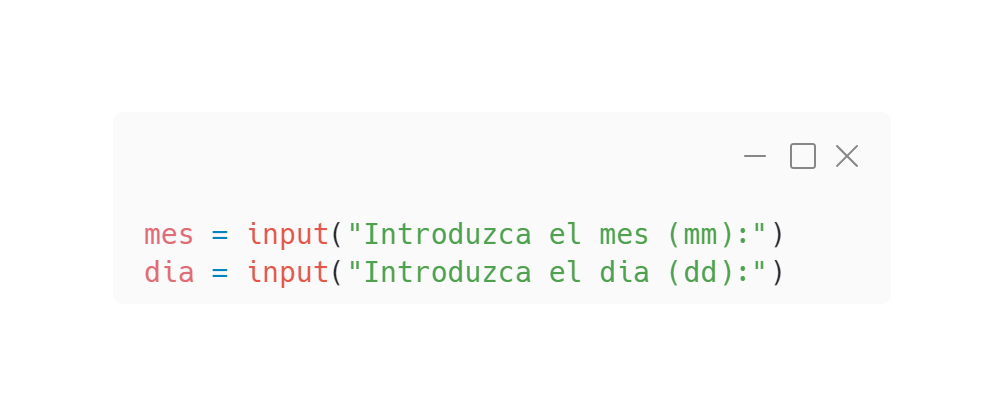 mes = input("Introduzca el mes (mm):")
dia = input("Introduzca el dia (dd):")